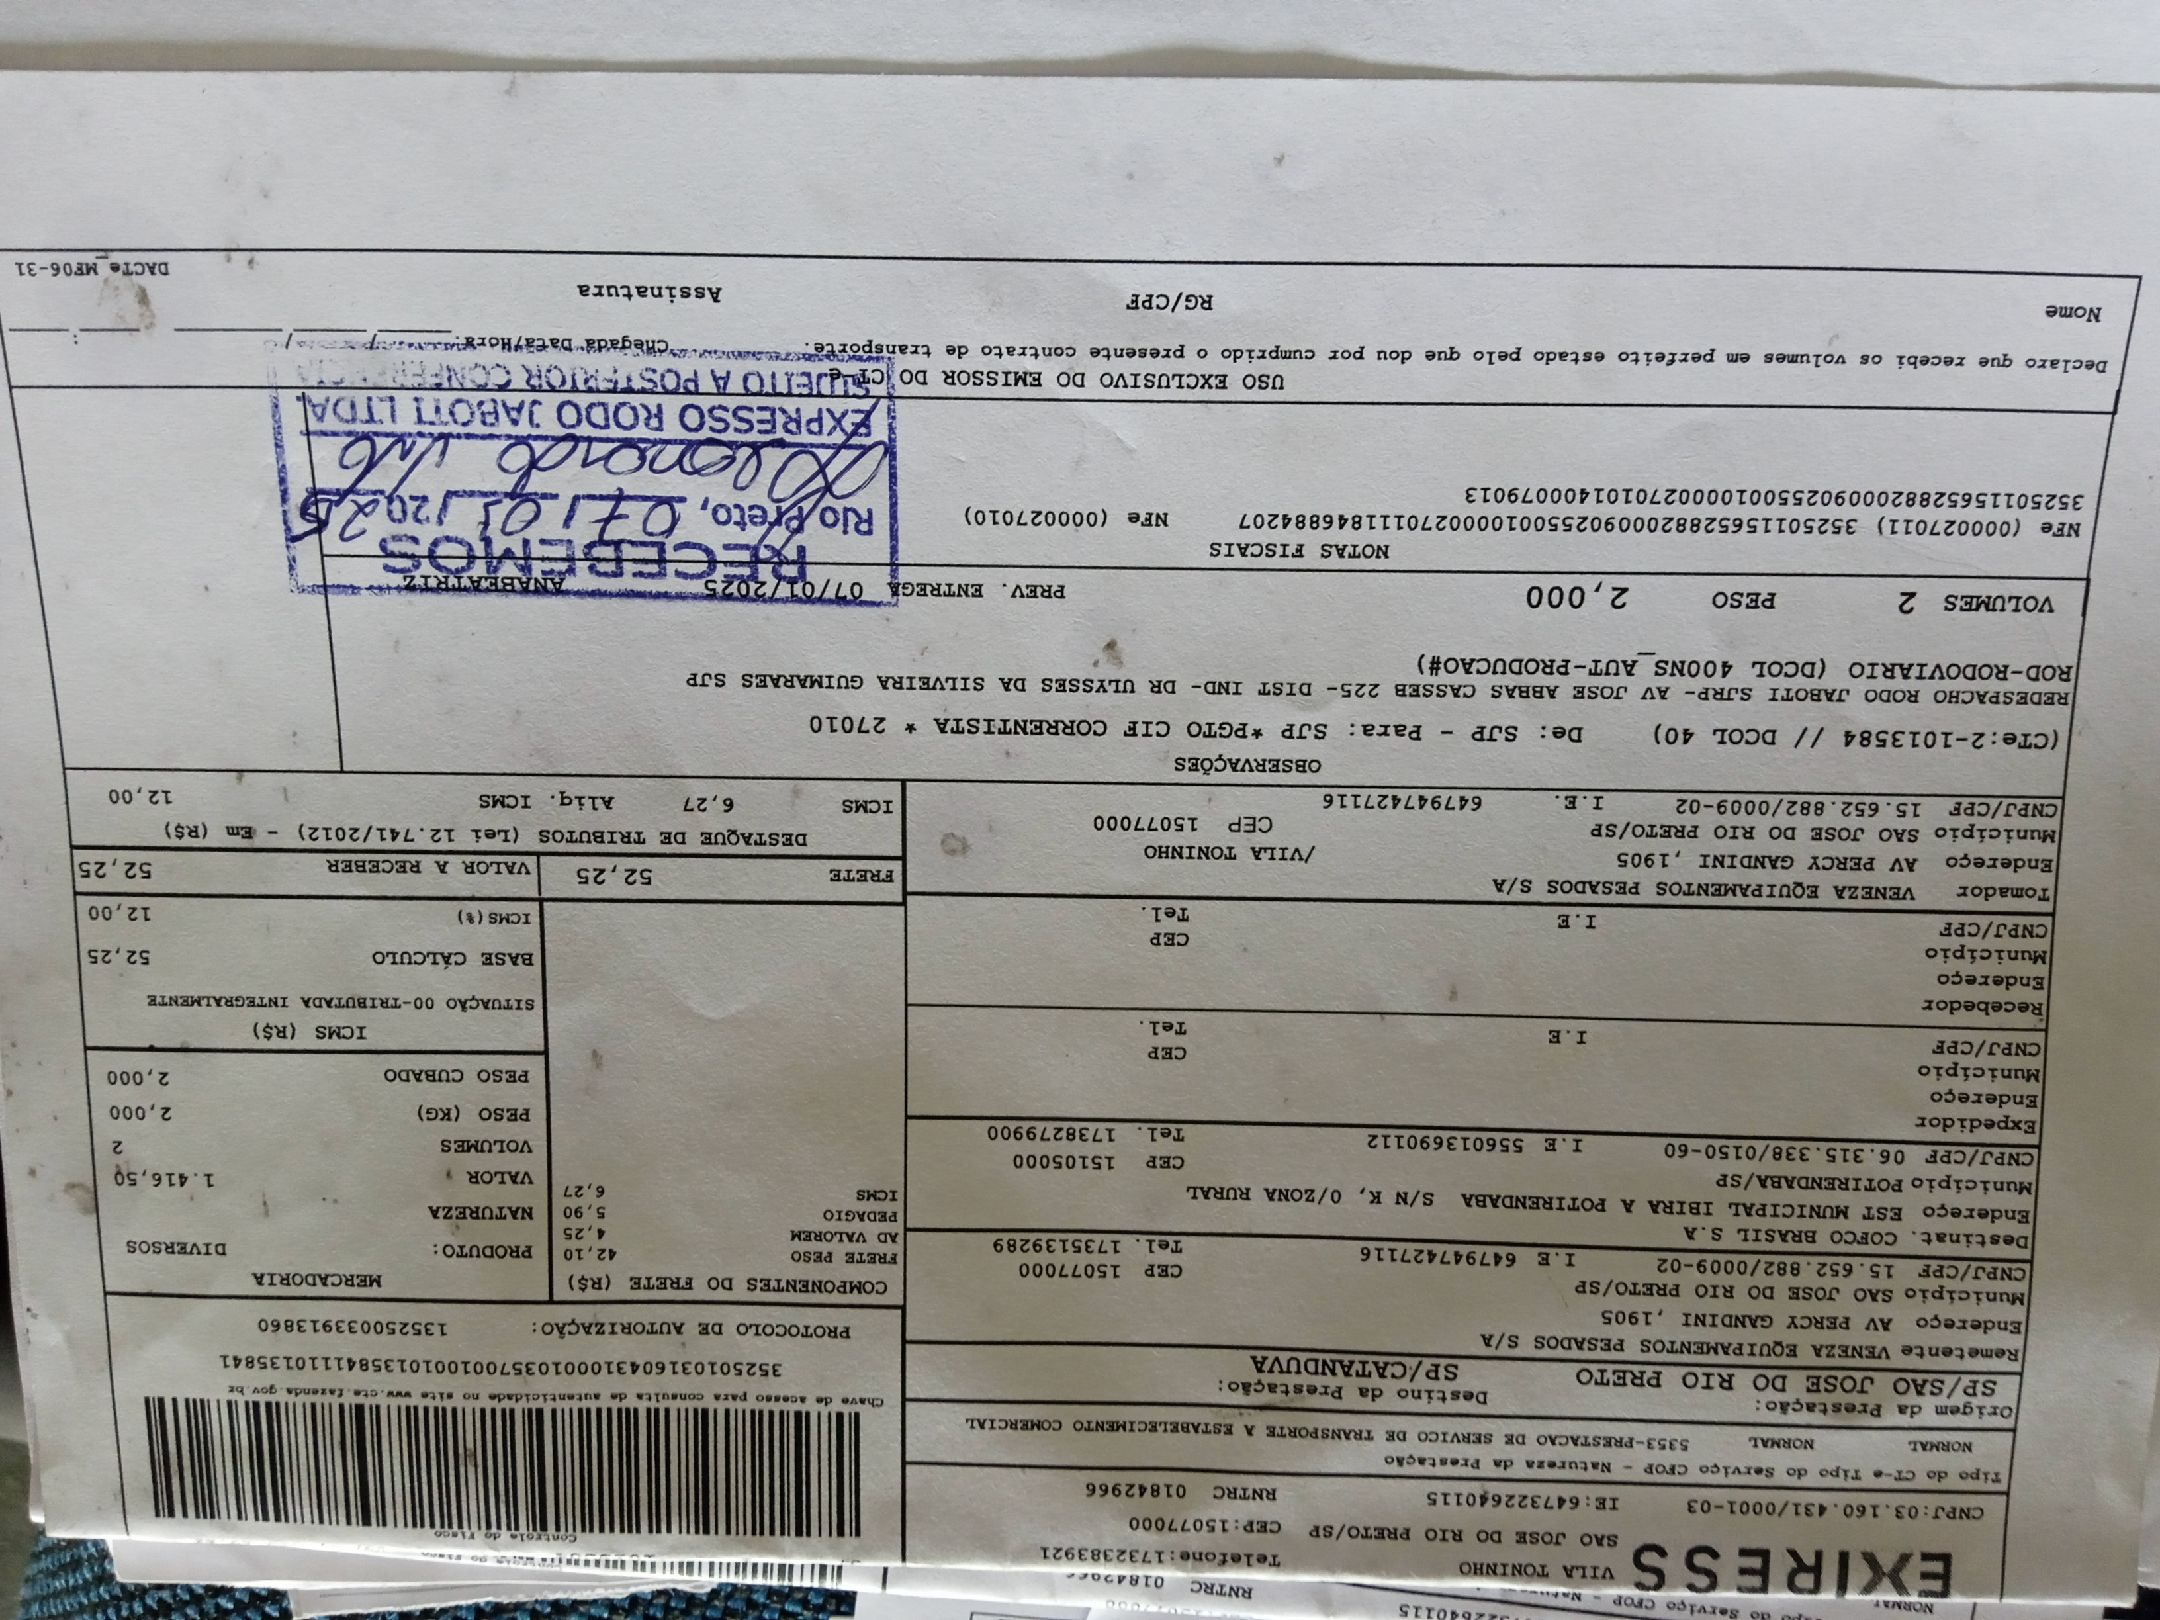 EXIRESS
VILA TONINHO Telefone:1732383921
SAO JOSE DO RIO PRETO/SP CEP:15077000
CNPJ:03.160.431/0001-03 IE:647322640115 RNTRC 01842966
Tipo do CT-e Tipo do Serviço CFOP - Natureza da Prestação
NORMAL NORMAL 5353-PRESTACAO DE SERVICO DE TRANSPORTE A ESTABELECIMENTO COMERCIAL
Origem da Prestação: Destino da Prestação:
SP/SAO JOSE DO RIO PRETO SP/CATANDUVA
Controle do Fisco
Chave de acesso para consulta de autenticidade no site www.cte.fazenda.gov.br
35250103160431000103570010010135841110135841
PROTOCOLO DE AUTORIZAÇÃO: 135250033913860
Remetente VENEZA EQUIPAMENTOS PESADOS S/A
Endereço AV PERCY GANDINI ,1905
Município SAO JOSE DO RIO PRETO/SP CEP 15077000
CNPJ/CPF 15.652.882/0009-02 I.E 647947427116 Tel. 1735139289
Destinat. COFCO BRASIL S.A
Endereço EST MUNICIPAL IBIRA A POTIRENDABA S/N K, 0/ZONA RURAL
Município POTIRENDABA/SP CEP 15105000
CNPJ/CPF 06.315.338/0150-60 I.E 556013690112 Tel. 1738279900
Expedidor
Endereço
Município CEP
CNPJ/CPF I.E Tel.
Recebedor
Endereço
Município CEP
CNPJ/CPF I.E Tel.
Tomador VENEZA EQUIPAMENTOS PESADOS S/A
Endereço AV PERCY GANDINI ,1905 /VILA TONINHO
Município SAO JOSE DO RIO PRETO/SP CEP 15077000
CNPJ/CPF 15.652.882/0009-02 I.E. 647947427116
COMPONENTES DO FRETE (R$)
FRETE PESO 42,10
AD VALOREM 4,25
PEDAGIO 5,90
ICMS 6,27
MERCADORIA
PRODUTO: DIVERSOS
NATUREZA
VALOR 1.416,50
VOLUMES 2
PESO (KG) 2,000
PESO CUBADO 2,000
ICMS (R$)
SITUAÇÃO 00-TRIBUTADA INTEGRALMENTE
BASE CÁLCULO 52,25
ICMS(%) 12,00
FRETE 52,25 VALOR A RECEBER 52,25
DESTAQUE DE TRIBUTOS (Lei 12.741/2012) - Em (R$)
ICMS 6,27 Aliq. ICMS 12,00
OBSERVAÇÕES
(CTe:2-1013584 // DCOL 40) De: SJP - Para: SJP *PGTO CIF CORRENTISTA * 27010
REDESPACHO RODO JABOTI SJRP- AV JOSE ABBAS CASSEB 225- DIST IND- DR ULYSSES DA SILVEIRA GUIMARAES SJP
ROD-RODOVIARIO (DCOL 400NS_AUT-PRODUCAO#)
VOLUMES 2 PESO 2,000 PREV. ENTREGA 07/01/2025 ANABEATRIZ
NOTAS FISCAIS
NFe (000027011) 35250115652882000902550010000270111846884207 NFe (000027010)
35250115652882000902550010000270101400079013
RECEBEMOS
Rio Preto, 07/01/2025
EXPRESSO RODO JABOTI LTDA.
SUJEITO A POSTERIOR CONFERÊNCIA
USO EXCLUSIVO DO EMISSOR DO CT-e
Declaro que recebi os volumes em perfeito estado pelo que dou por cumprido o presente contrato de transporte. Chegada Data/Hora: / / :
Nome RG/CPF Assinatura
DACTe_MF06-31